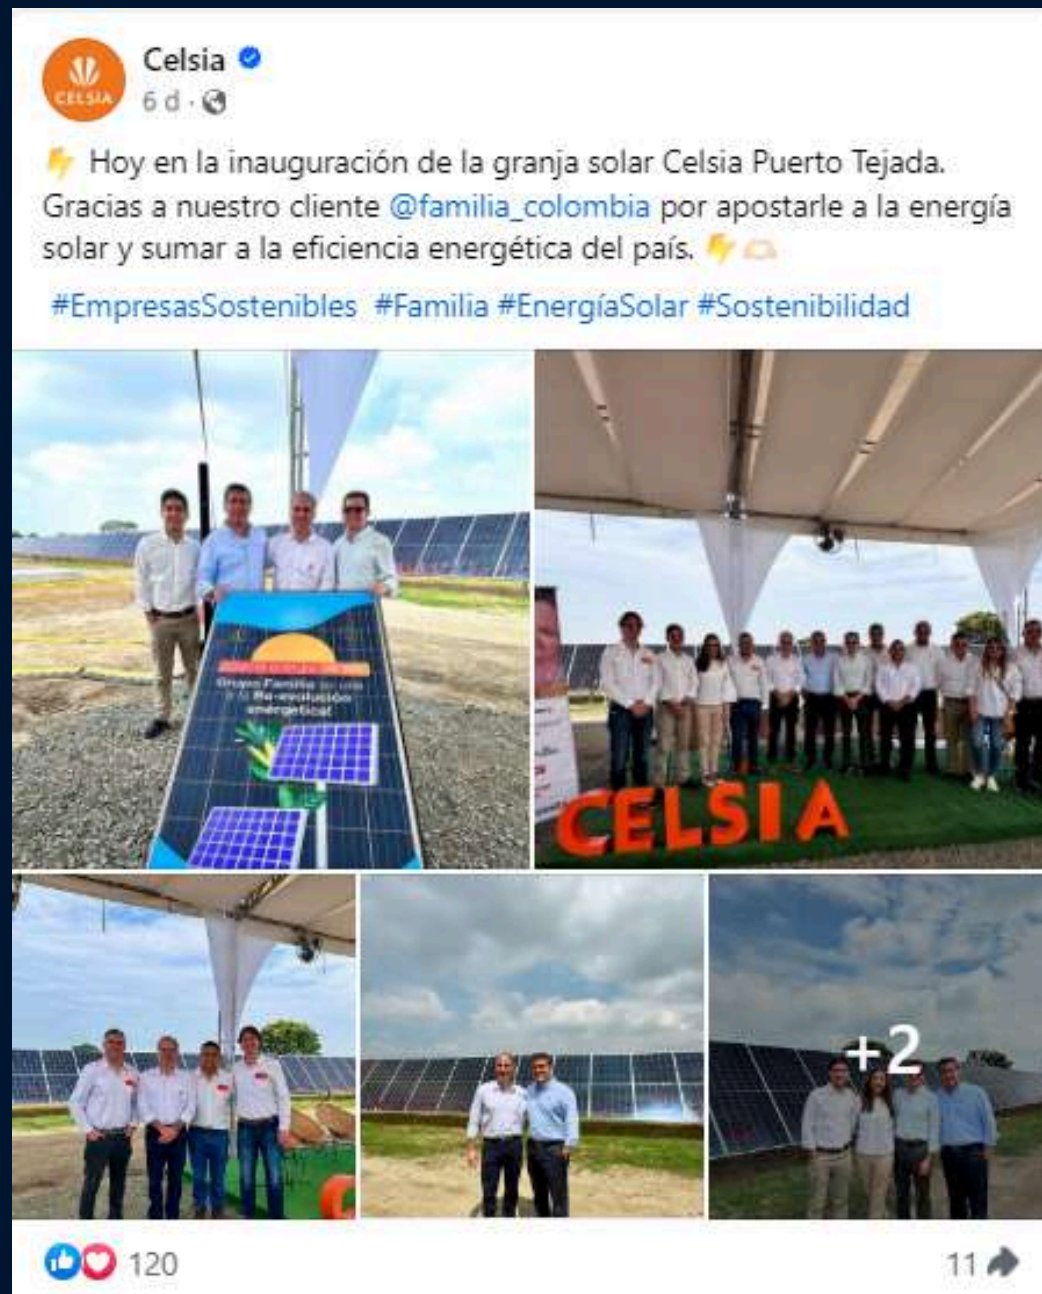 CELSIA
Celsia
6 d ·
Hoy en la inauguración de la granja solar Celsia Puerto Tejada.
Gracias a nuestro cliente @familia_colombia por apostarle a la energía
solar y sumar a la eficiencia energética del país.
#EmpresasSostenibles #Familia #EnergíaSolar #Sostenibilidad
Grupo Familia se une
a la Re-evolución
energética!
CELSIA
+2
120
11